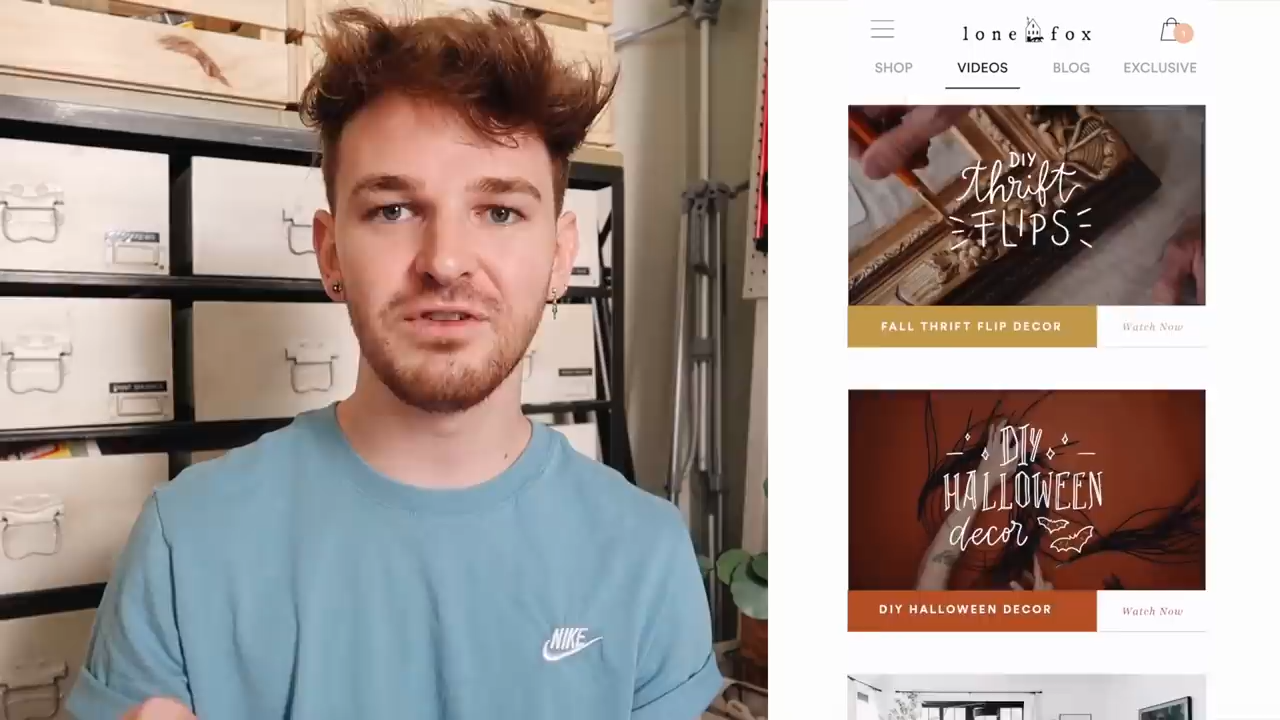 lone fox
1
SHOP VIDEOS BLOG EXCLUSIVE
DIY
thrift
FLIPS
FALL THRIFT FLIP DECOR Watch Now
DIY
HALLOWEEN
decor
DIY HALLOWEEN DECOR Watch Now
NIKE